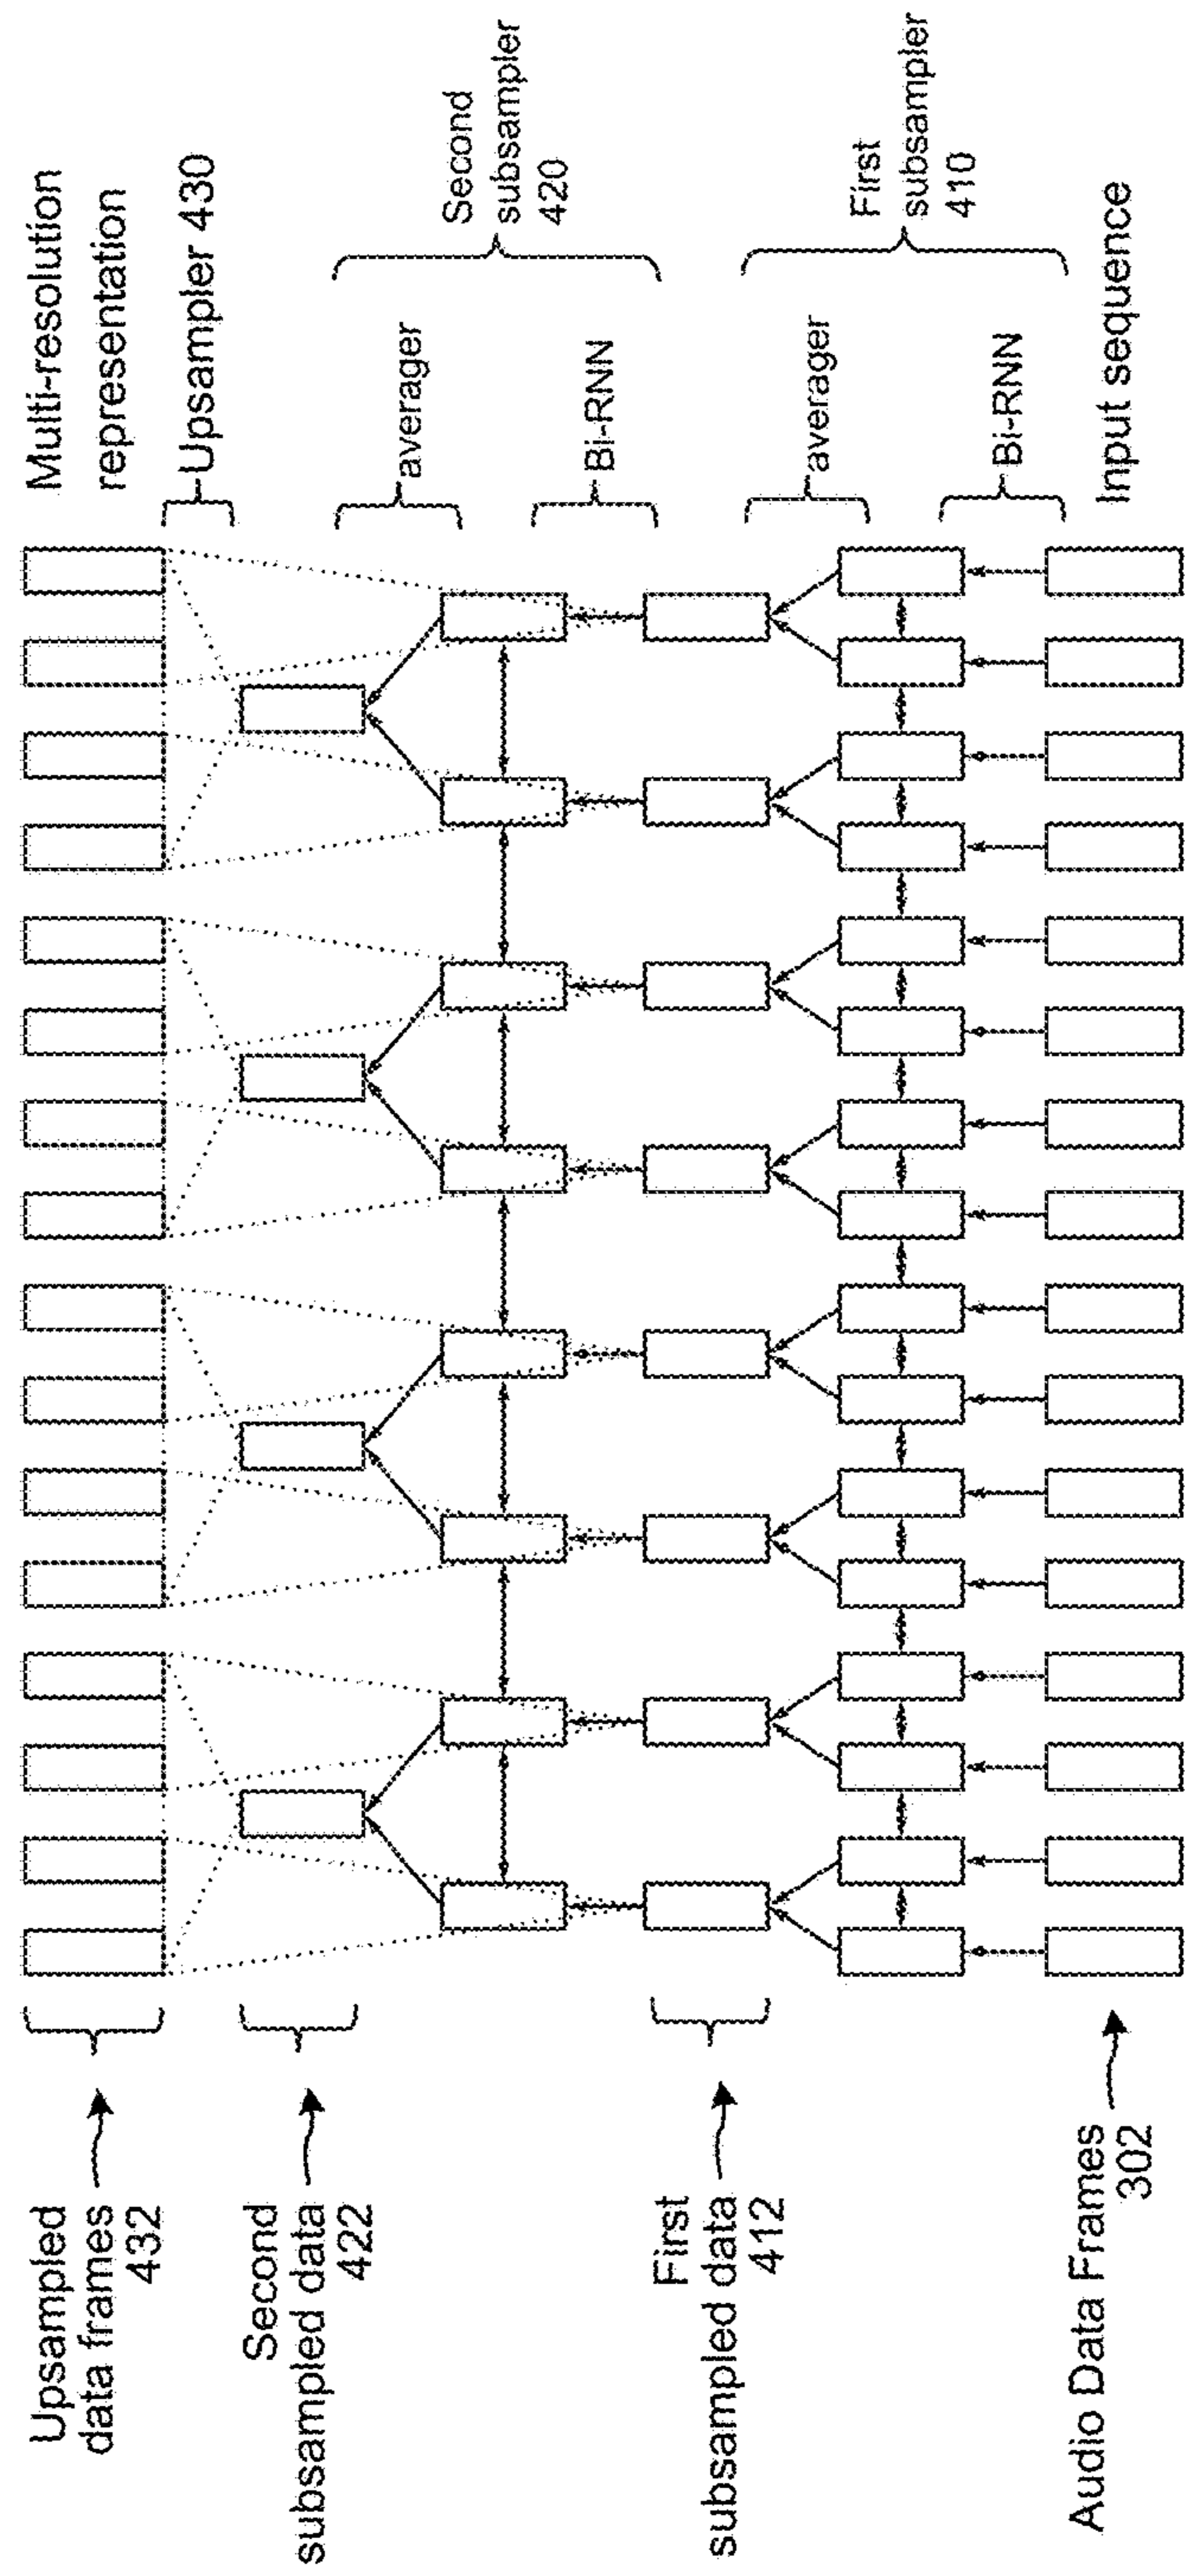 Upsampled
data frames
432
Second
subsampled data
422
First
subsampled data
412
Audio Data Frames
302
Multi-resolution
representation
Upsampler 430
averager
Bi-RNN
Second
subsampler
420
averager
Bi-RNN
First
subsampler
410
Input sequence